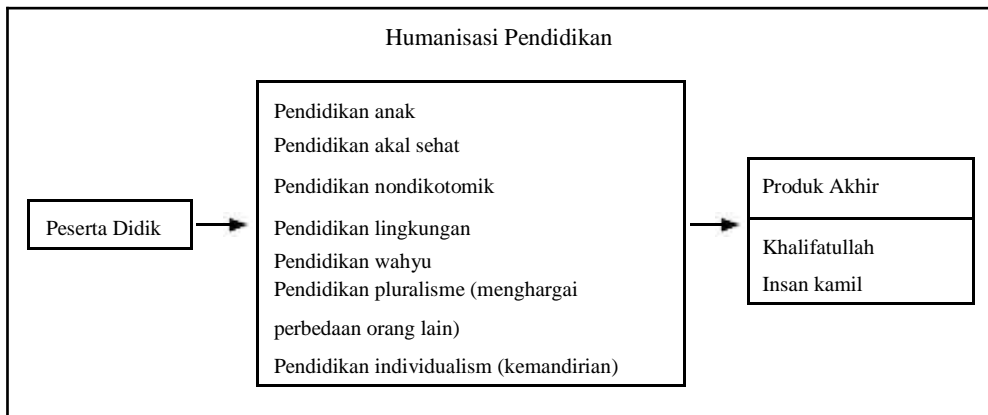 Humanisasi Pendidikan
Peserta Didik
Pendidikan anak
Pendidikan akal sehat
Pendidikan nondikotomik
Pendidikan lingkungan
Pendidikan wahyu
Pendidikan pluralisme (menghargai
perbedaan orang lain)
Pendidikan individualism (kemandirian)
Produk Akhir
Khalifatullah
Insan kamil